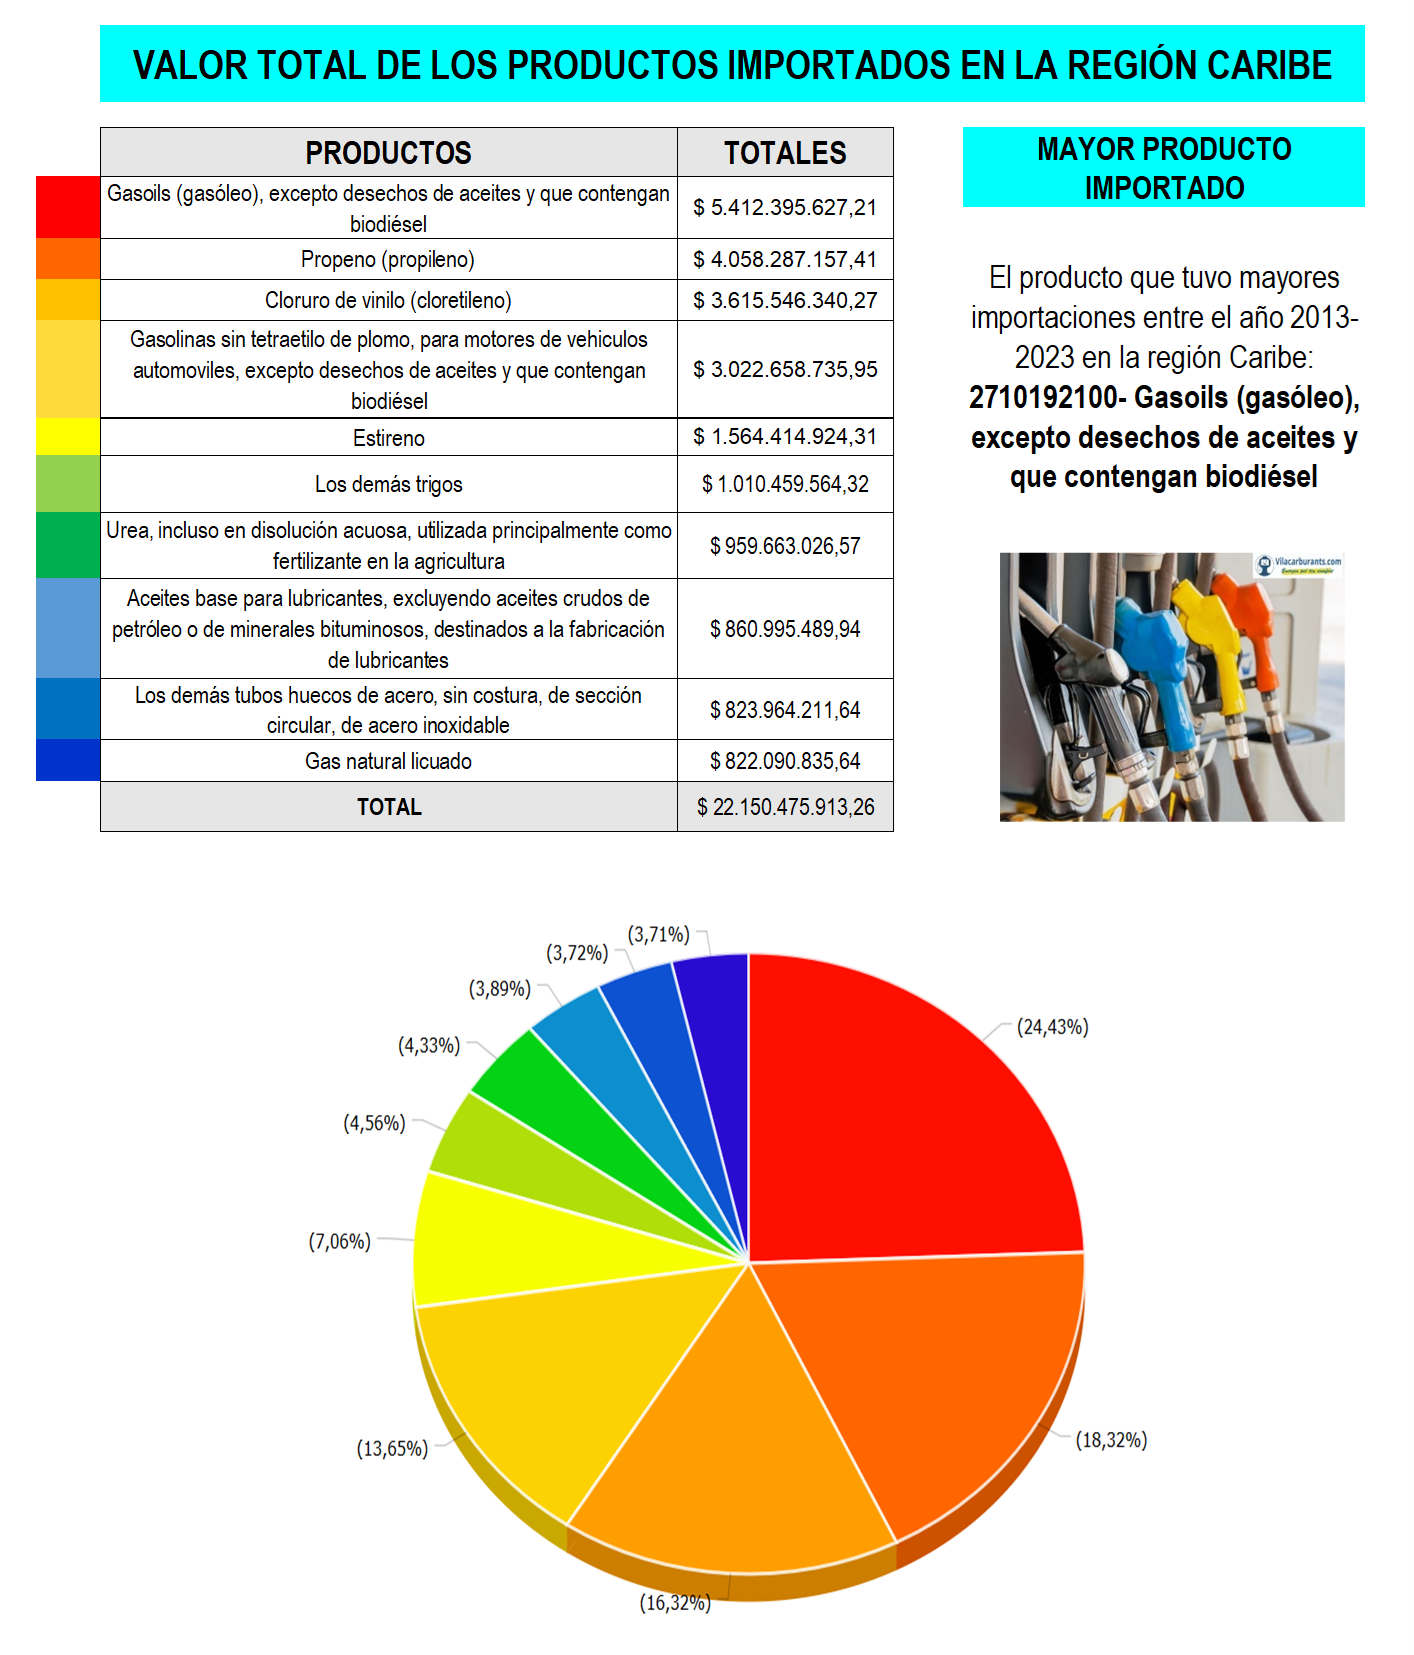 VALOR TOTAL DE LOS PRODUCTOS IMPORTADOS EN LA REGIÓN CARIBE
PRODUCTOS
TOTALES
Gasoils (gasóleo), excepto desechos de aceites y que contengan
biodiésel
$ 5.412.395.627,21
Propeno (propileno)
$ 4.058.287.157,41
Cloruro de vinilo (cloretileno)
$ 3.615.546.340,27
Gasolinas sin tetraetilo de plomo, para motores de vehiculos
automoviles, excepto desechos de aceites y que contengan
biodiésel
$ 3.022.658.735,95
Estireno
$ 1.564.414.924,31
Los demás trigos
$ 1.010.459.564,32
Urea, incluso en disolución acuosa, utilizada principalmente como
fertilizante en la agricultura
$ 959.663.026,57
Aceites base para lubricantes, excluyendo aceites crudos de
petróleo o de minerales bituminosos, destinados a la fabricación
de lubricantes
$ 860.995.489,94
Los demás tubos huecos de acero, sin costura, de sección
circular, de acero inoxidable
$ 823.964.211,64
Gas natural licuado
$ 822.090.835,64
TOTAL
$ 22.150.475.913,26
MAYOR PRODUCTO
IMPORTADO
El producto que tuvo mayores
importaciones entre el año 2013-
2023 en la región Caribe:
2710192100- Gasoils (gasóleo),
excepto desechos de aceites y
que contengan biodiésel
Vilacarburants.com
(3,71%)
(3,72%)
(3,89%)
(24,43%)
(4,33%)
(4,56%)
(7,06%)
(18,32%)
(13,65%)
(16,32%)